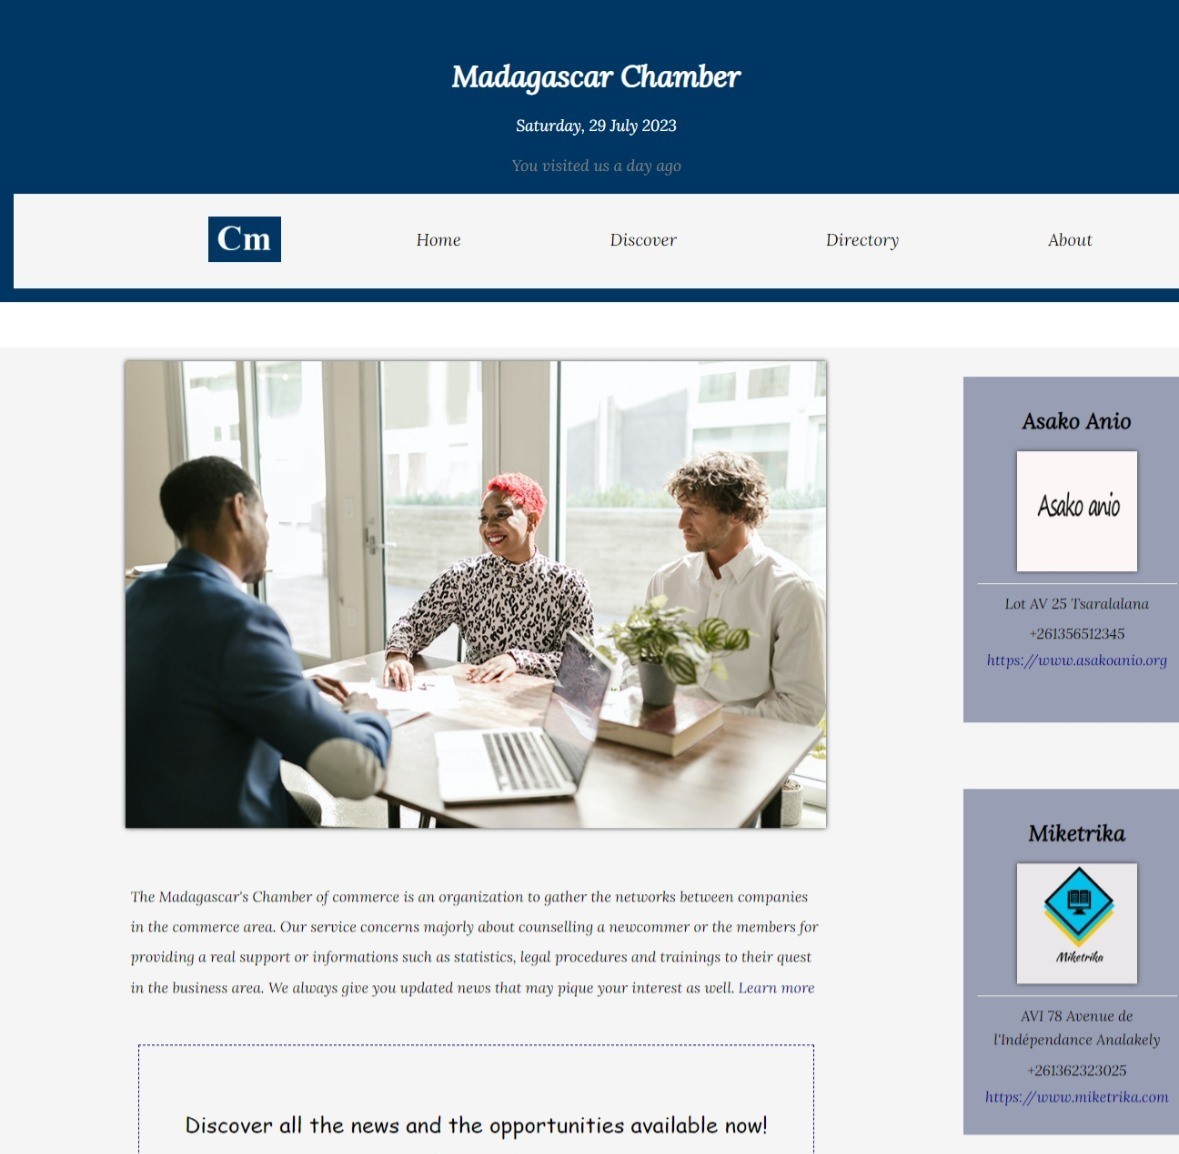 Madagascar Chamber
Saturday, 29 July 2023
You visited us a day ago
Cm
Home
Discover
Directory
About
The Madagascar's Chamber of commerce is an organization to gather the networks between companies
in the commerce area. Our service concerns majorly about counselling a newcommer or the members for
providing a real support or informations such as statistics, legal procedures and trainings to their quest
in the business area. We always give you updated news that may pique your interest as well. Learn more
Discover all the news and the opportunities available now!
Asako Anio
Asako anio
Lot AV 25 Tsaralalana
+261356512345
https://www.asakoanio.org
Miketrika
Miketrika
AVI 78 Avenue de
l'Indépendance Analakely
+261362323025
https://www.miketrika.com